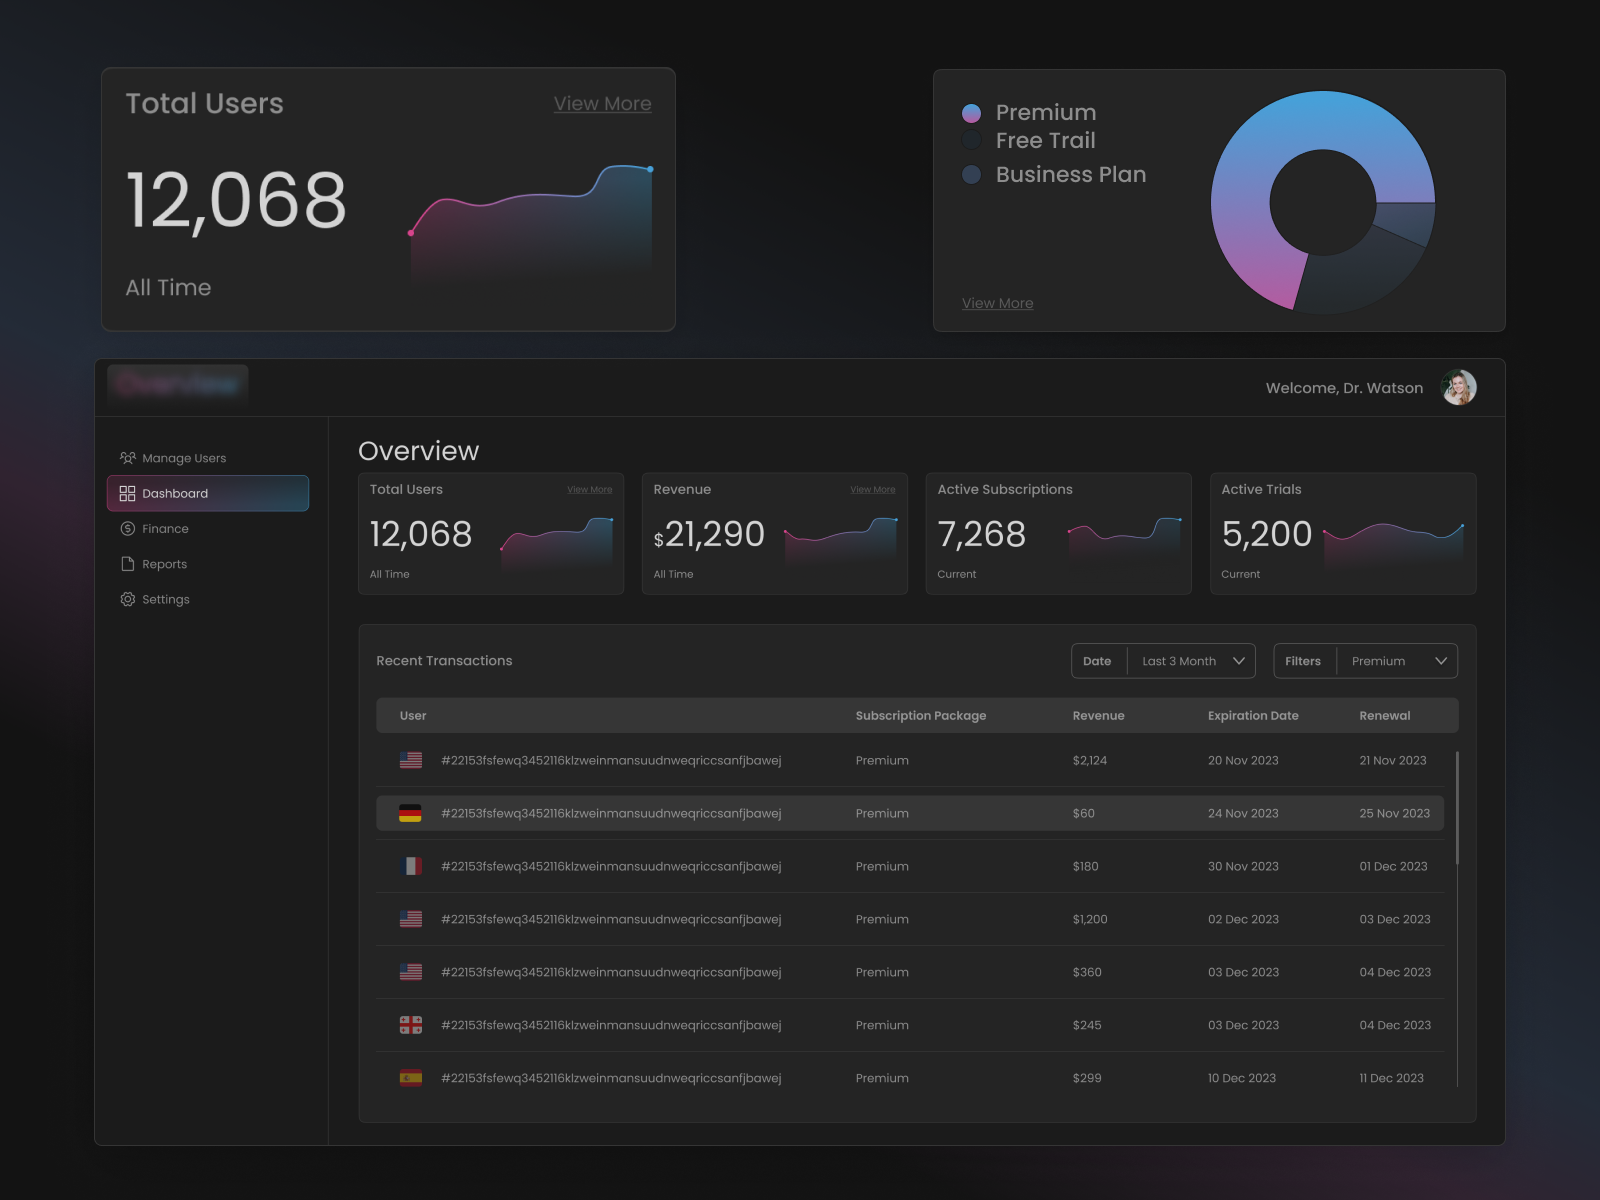 Total Users
View More
12,068
All Time
Premium
Free Trail
Business Plan
View More
Overview
Welcome, Dr. Watson
Manage Users
Dashboard
Finance
Reports
Settings
Overview
Total Users
View More
12,068
All Time
Revenue
View More
$21,290
All Time
Active Subscriptions
7,268
Current
Active Trials
5,200
Current
Recent Transactions
Date
Last 3 Month
Filters
Premium
User Subscription Package Revenue Expiration Date Renewal
#22153fsfewq3452116klzweinmansuudnweqriccsanfjbawej Premium $2,124 20 Nov 2023 21 Nov 2023
#22153fsfewq3452116klzweinmansuudnweqriccsanfjbawej Premium $60 24 Nov 2023 25 Nov 2023
#22153fsfewq3452116klzweinmansuudnweqriccsanfjbawej Premium $180 30 Nov 2023 01 Dec 2023
#22153fsfewq3452116klzweinmansuudnweqriccsanfjbawej Premium $1,200 02 Dec 2023 03 Dec 2023
#22153fsfewq3452116klzweinmansuudnweqriccsanfjbawej Premium $360 03 Dec 2023 04 Dec 2023
#22153fsfewq3452116klzweinmansuudnweqriccsanfjbawej Premium $245 03 Dec 2023 04 Dec 2023
#22153fsfewq3452116klzweinmansuudnweqriccsanfjbawej Premium $299 10 Dec 2023 11 Dec 2023